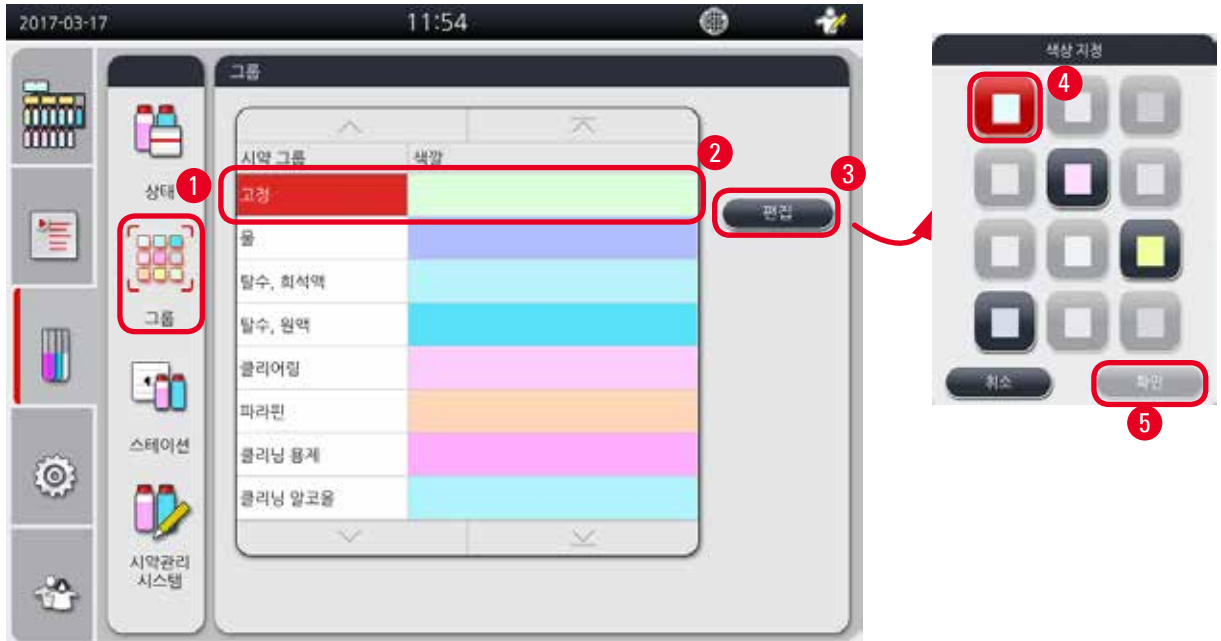 2017-03-17
11:54
상태
그룹
스테이션
시약관리
시스템
그룹
시약 그룹 색깔
고정
물
탈수, 희석액
탈수, 원액
클리어링
파라핀
클리닝 용제
클리닝 알코올
편집
색상 지정
취소
확인
1
2
3
4
5